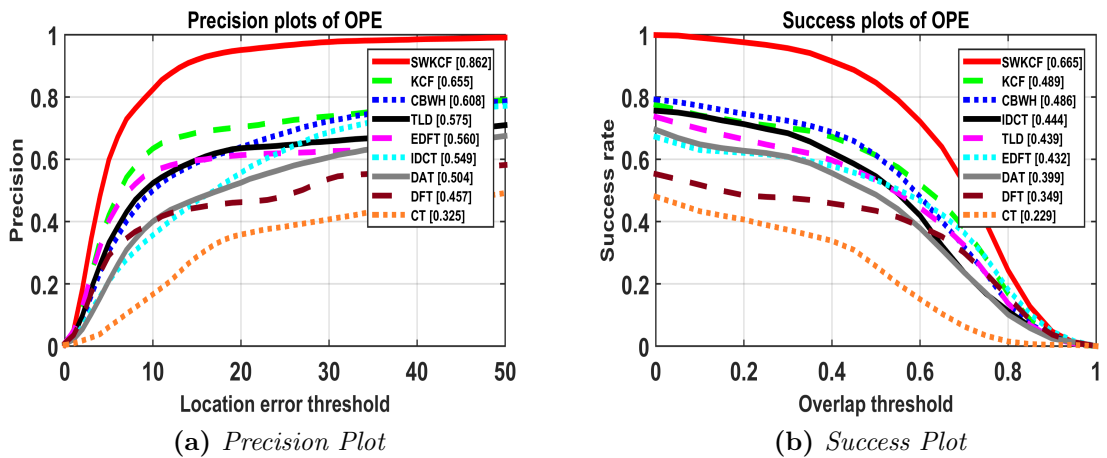 Precision plots of OPE
1
0.8
0.6
0.4
0.2
0
Precision
0 10 20 30 40 50
Location error threshold
SWKCF [0.862]
KCF [0.655]
CBWH [0.608]
TLD [0.575]
EDFT [0.560]
IDCT [0.549]
DAT [0.504]
DFT [0.457]
CT [0.325]
(a) Precision Plot
Success plots of OPE
1
0.8
0.6
0.4
0.2
0
Success rate
0 0.2 0.4 0.6 0.8 1
Overlap threshold
SWKCF [0.665]
KCF [0.489]
CBWH [0.486]
IDCT [0.444]
TLD [0.439]
EDFT [0.432]
DAT [0.399]
DFT [0.349]
CT [0.229]
(b) Success Plot